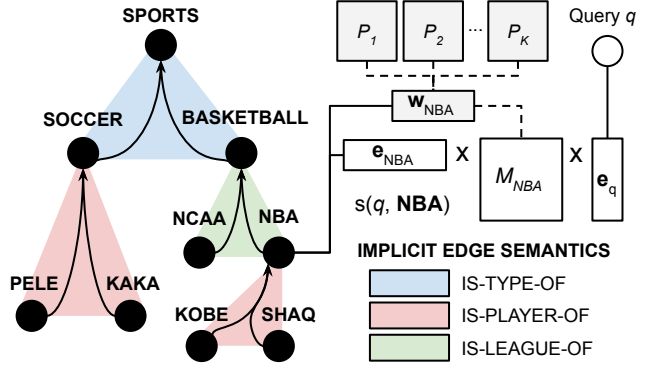 SPORTS
SOCCER
BASKETBALL
NCAA
NBA
PELE
KAKA
KOBE
SHAQ
P1
P2
...
PK
Query q
wNBA
eNBA
x
MNBA
x
eq
s(q, NBA)
IMPLICIT EDGE SEMANTICS
IS-TYPE-OF
IS-PLAYER-OF
IS-LEAGUE-OF